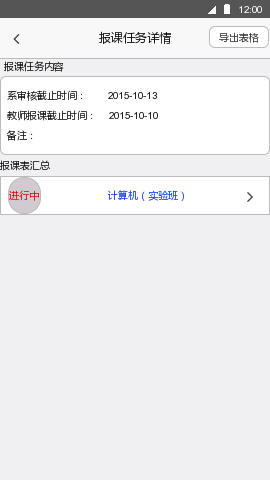 12:00
报课任务详情
导出表格
报课任务内容
系审核截止时间： 2015-10-13
教师报课截止时间： 2015-10-10
备注：
报课表汇总
进行中 计算机（实验班）